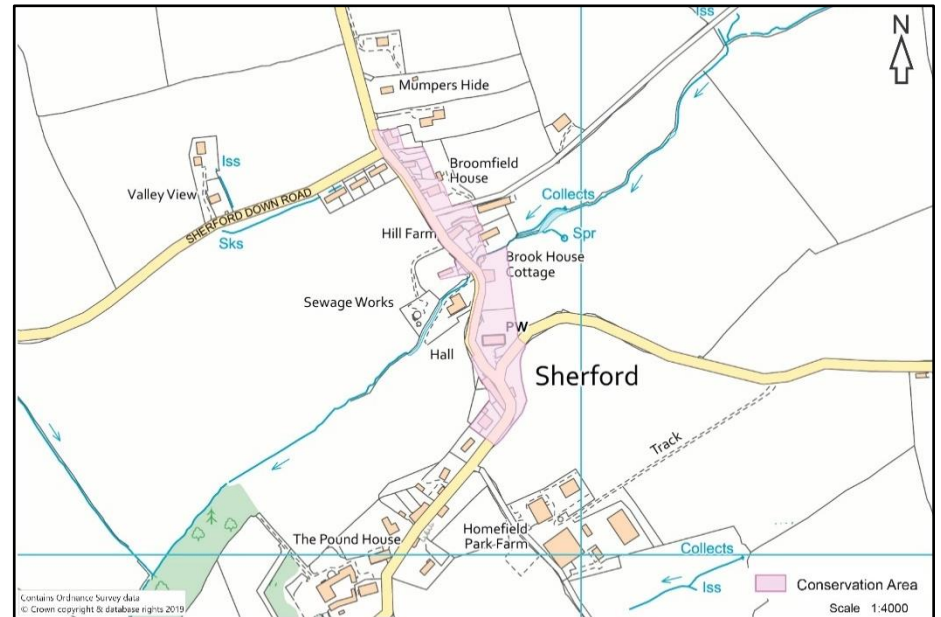 Iss
N
Mumpers Hide
Broomfield
House
Iss
Valley View
Collects
SHERFORD DOWN ROAD
Hill Farm
Spr
Sks
Brook House
Cottage
Sewage Works
PW
Hall
Sherford
Track
Homefield
Park Farm
The Pound House
Collects
Iss
Conservation Area
Contains Ordnance Survey data
© Crown copyright & database rights 2019
Scale 1:4000